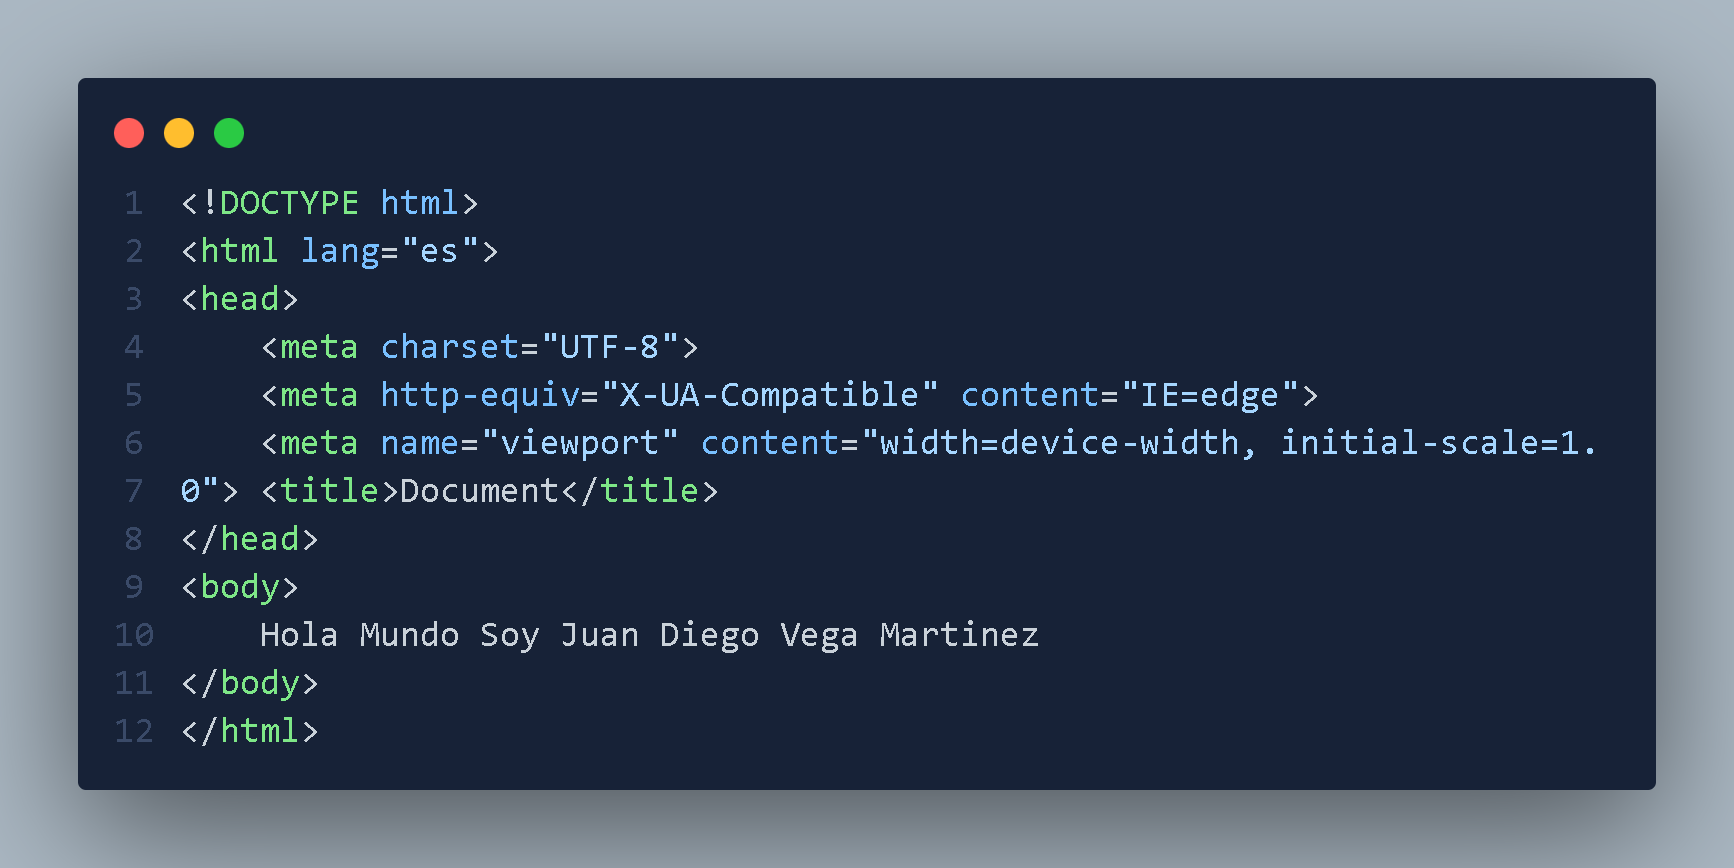 1 <!DOCTYPE html>
2 <html lang="es">
3 <head>
4     <meta charset="UTF-8">
5     <meta http-equiv="X-UA-Compatible" content="IE=edge">
6     <meta name="viewport" content="width=device-width, initial-scale=1.
7 0"> <title>Document</title>
8 </head>
9 <body>
10     Hola Mundo Soy Juan Diego Vega Martinez
11 </body>
12 </html>